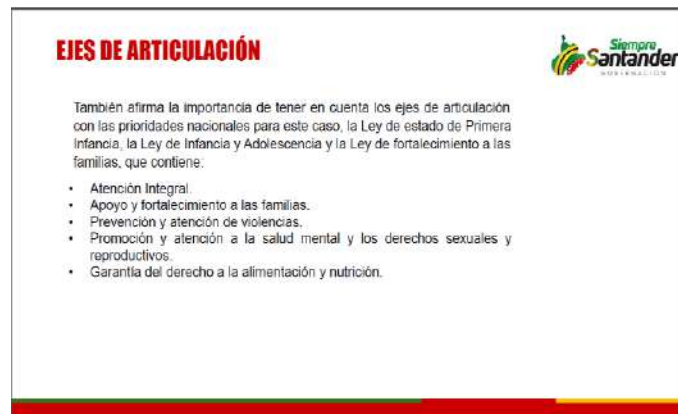 EJES DE ARTICULACIÓN
Siempre
Santander
GOBERNACIÓN
También afirma la importancia de tener en cuenta los ejes de articulación
con las prioridades nacionales para este caso, la Ley de estado de Primera
Infancia, la Ley de Infancia y Adolescencia y la Ley de fortalecimiento a las
familias, que contiene:
• Atención Integral.
• Apoyo y fortalecimiento a las familias.
• Prevención y atención de violencias.
• Promoción y atención a la salud mental y los derechos sexuales y
reproductivos.
• Garantía del derecho a la alimentación y nutrición.